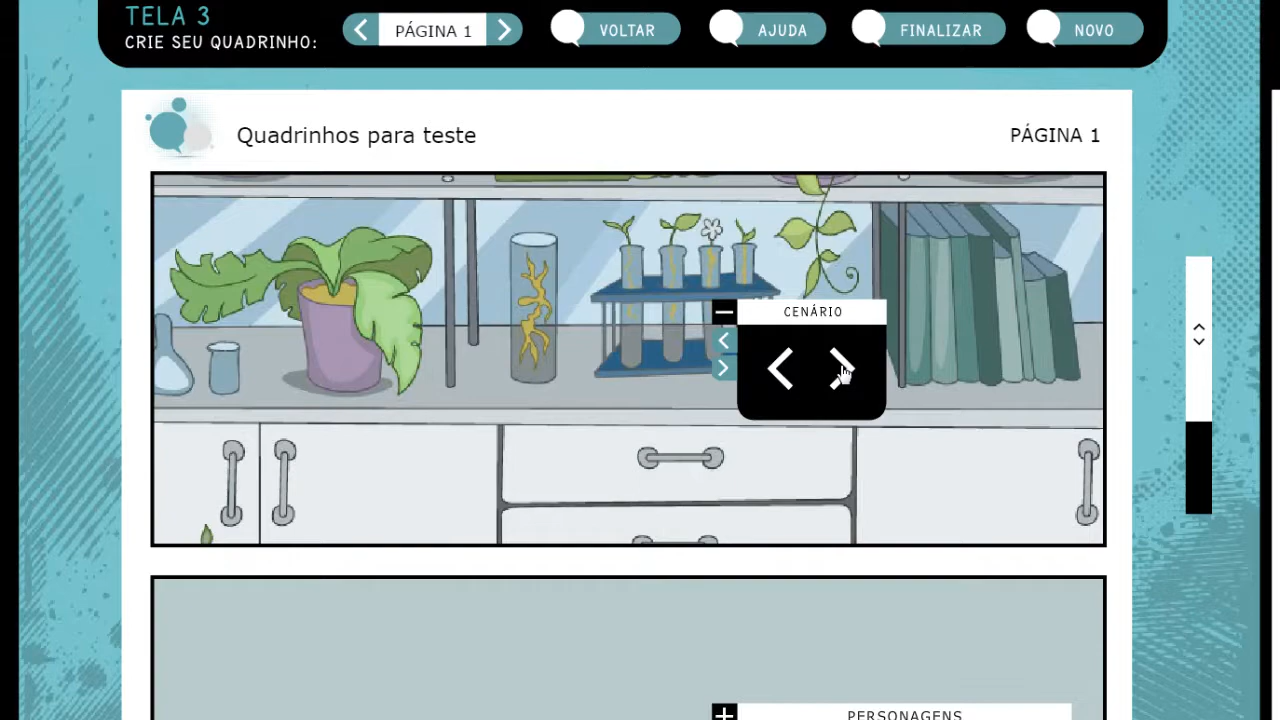 TELA 3
CRIE SEU QUADRINHO:
PÁGINA 1
VOLTAR
AJUDA
FINALIZAR
NOVO
Quadrinhos para teste
PÁGINA 1
CENÁRIO
PERSONAGENS